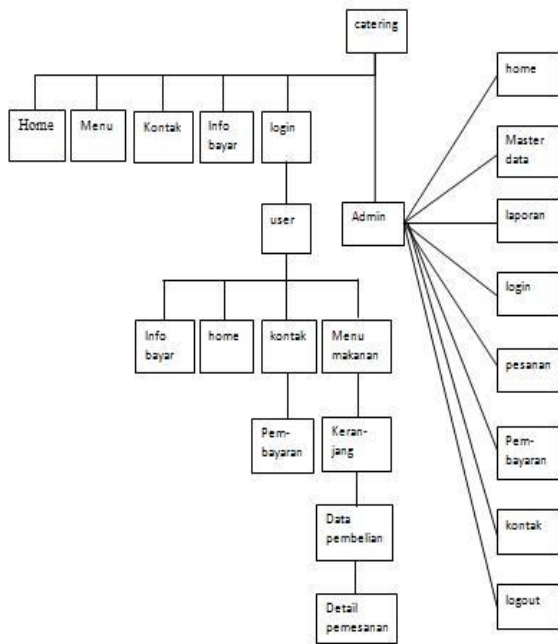 catering
home
Home
Menu
Kontak
Info
bayar
login
Master
data
user
Admin
laporan
login
Info
bayar
home
kontak
Menu
makanan
pesanan
Pem-
bayaran
Keran-
jang
Pem-
bayaran
Data
pembelian
kontak
Detail
pemesanan
logout